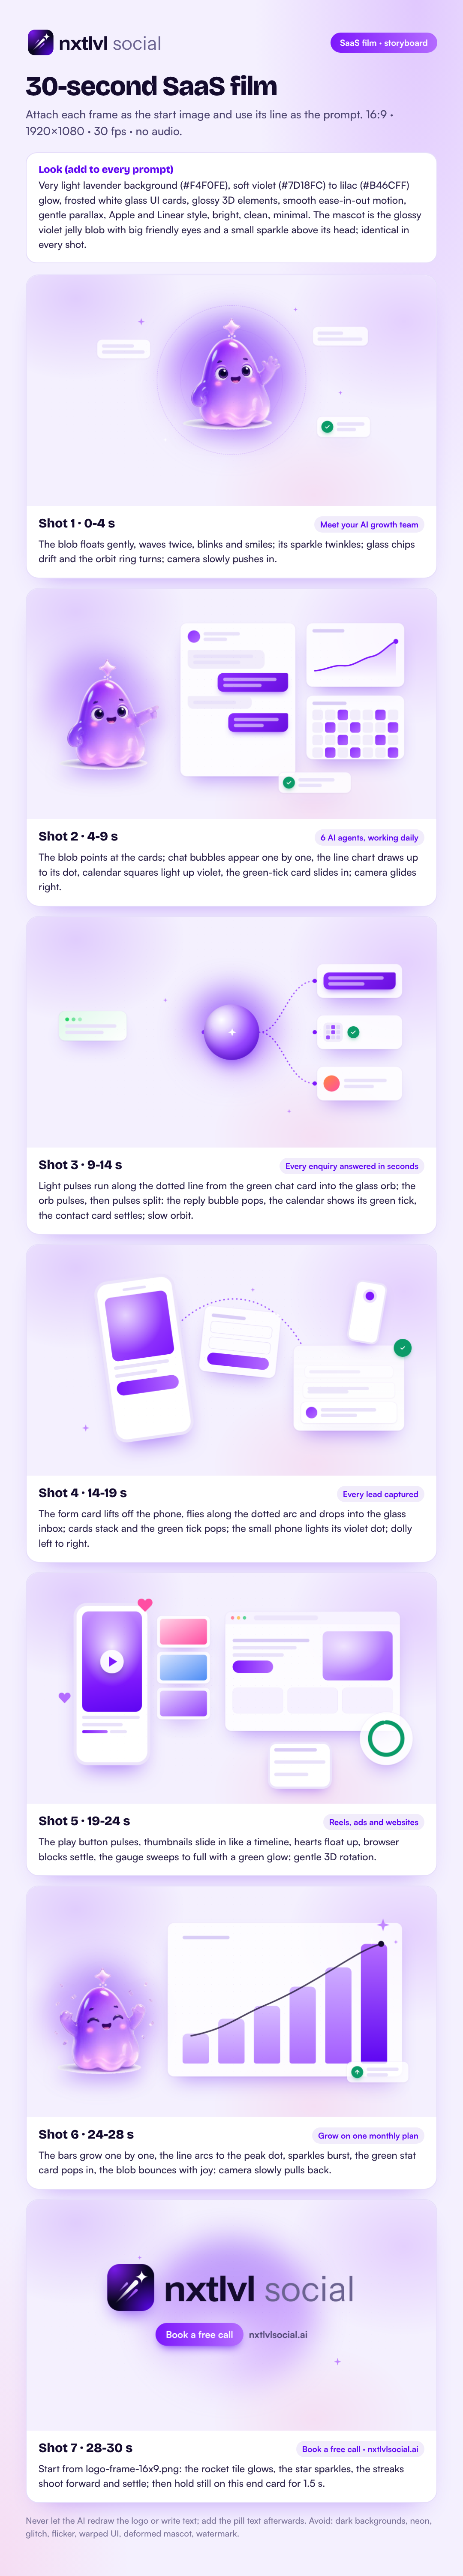 nxtlvl social
SaaS film · storyboard
30-second SaaS film
Attach each frame as the start image and use its line as the prompt. 16:9 ·
1920×1080 · 30 fps · no audio.
Look (add to every prompt)
Very light lavender background (#F4F0FE), soft violet (#7D18FC) to lilac (#B46CFF)
glow, frosted white glass UI cards, glossy 3D elements, smooth ease-in-out motion,
gentle parallax, Apple and Linear style, bright, clean, minimal. The mascot is the glossy
violet jelly blob with big friendly eyes and a small sparkle above its head; identical in
every shot.
Shot 1 · 0-4 s
Meet your AI growth team
The blob floats gently, waves twice, blinks and smiles; its sparkle twinkles; glass chips
drift and the orbit ring turns; camera slowly pushes in.
Shot 2 · 4-9 s
6 AI agents, working daily
The blob points at the cards; chat bubbles appear one by one, the line chart draws up
to its dot, calendar squares light up violet, the green-tick card slides in; camera glides
right.
Shot 3 · 9-14 s
Every enquiry answered in seconds
Light pulses run along the dotted line from the green chat card into the glass orb; the
orb pulses, then pulses split: the reply bubble pops, the calendar shows its green tick,
the contact card settles; slow orbit.
Shot 4 · 14-19 s
Every lead captured
The form card lifts off the phone, flies along the dotted arc and drops into the glass
inbox; cards stack and the green tick pops; the small phone lights its violet dot; dolly
left to right.
Shot 5 · 19-24 s
Reels, ads and websites
The play button pulses, thumbnails slide in like a timeline, hearts float up, browser
blocks settle, the gauge sweeps to full with a green glow; gentle 3D rotation.
Shot 6 · 24-28 s
Grow on one monthly plan
The bars grow one by one, the line arcs to the peak dot, sparkles burst, the green stat
card pops in, the blob bounces with joy; camera slowly pulls back.
nxtlvl social
Book a free call
nxtlvlsocial.ai
Shot 7 · 28-30 s
Book a free call · nxtlvlsocial.ai
Start from logo-frame-16x9.png: the rocket tile glows, the star sparkles, the streaks
shoot forward and settle; then hold still on this end card for 1.5 s.
Never let the AI redraw the logo or write text; add the pill text afterwards. Avoid: dark backgrounds, neon,
glitch, flicker, warped UI, deformed mascot, watermark.